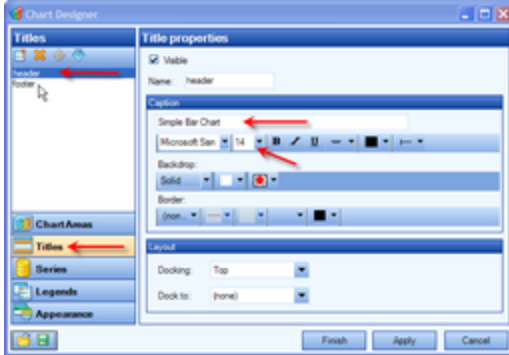 Chart Designer
Titles
header
footer
ChartAreas
Titles
Series
Legends
Appearance
Title properties
Visible
Name: header
Caption
Simple Bar Chart
Microsoft San 14 B I U
Backdrop:
Solid
Border:
(non...
Layout
Docking: Top
Dock to: (none)
Finish Apply Cancel